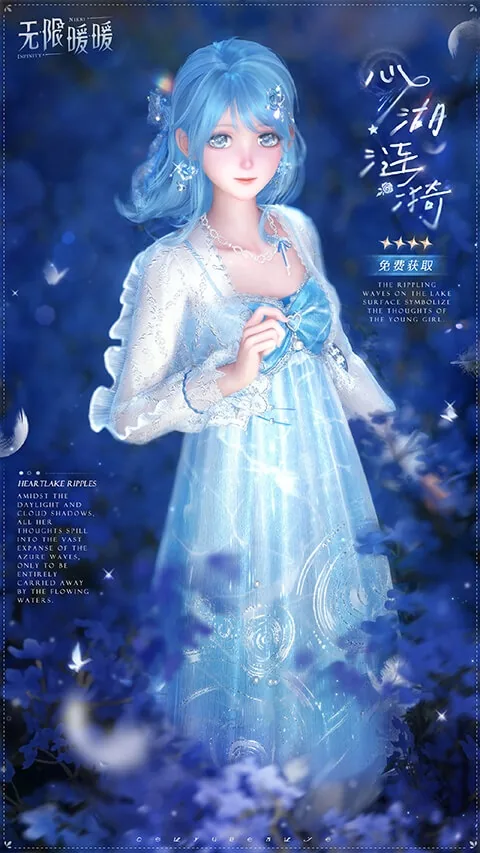 无限暖暖
INFINITY NIKKI
心湖涟漪
免费获取
THE RIPPLING
WAVES ON THE LAKE
SURFACE SYMBOLIZE
THE THOUGHTS OF
THE YOUNG GIRL.
HEARTLAKE RIPPLES
AMIDST THE
DAYLIGHT AND
CLOUD SHADOWS,
ALL HER
THOUGHTS SPILL
INTO THE VAST
EXPANSE OF THE
AZURE WAVES,
ONLY TO BE
ENTIRELY
CARRILD AWAY
BY THE FLOWING
WATERS.